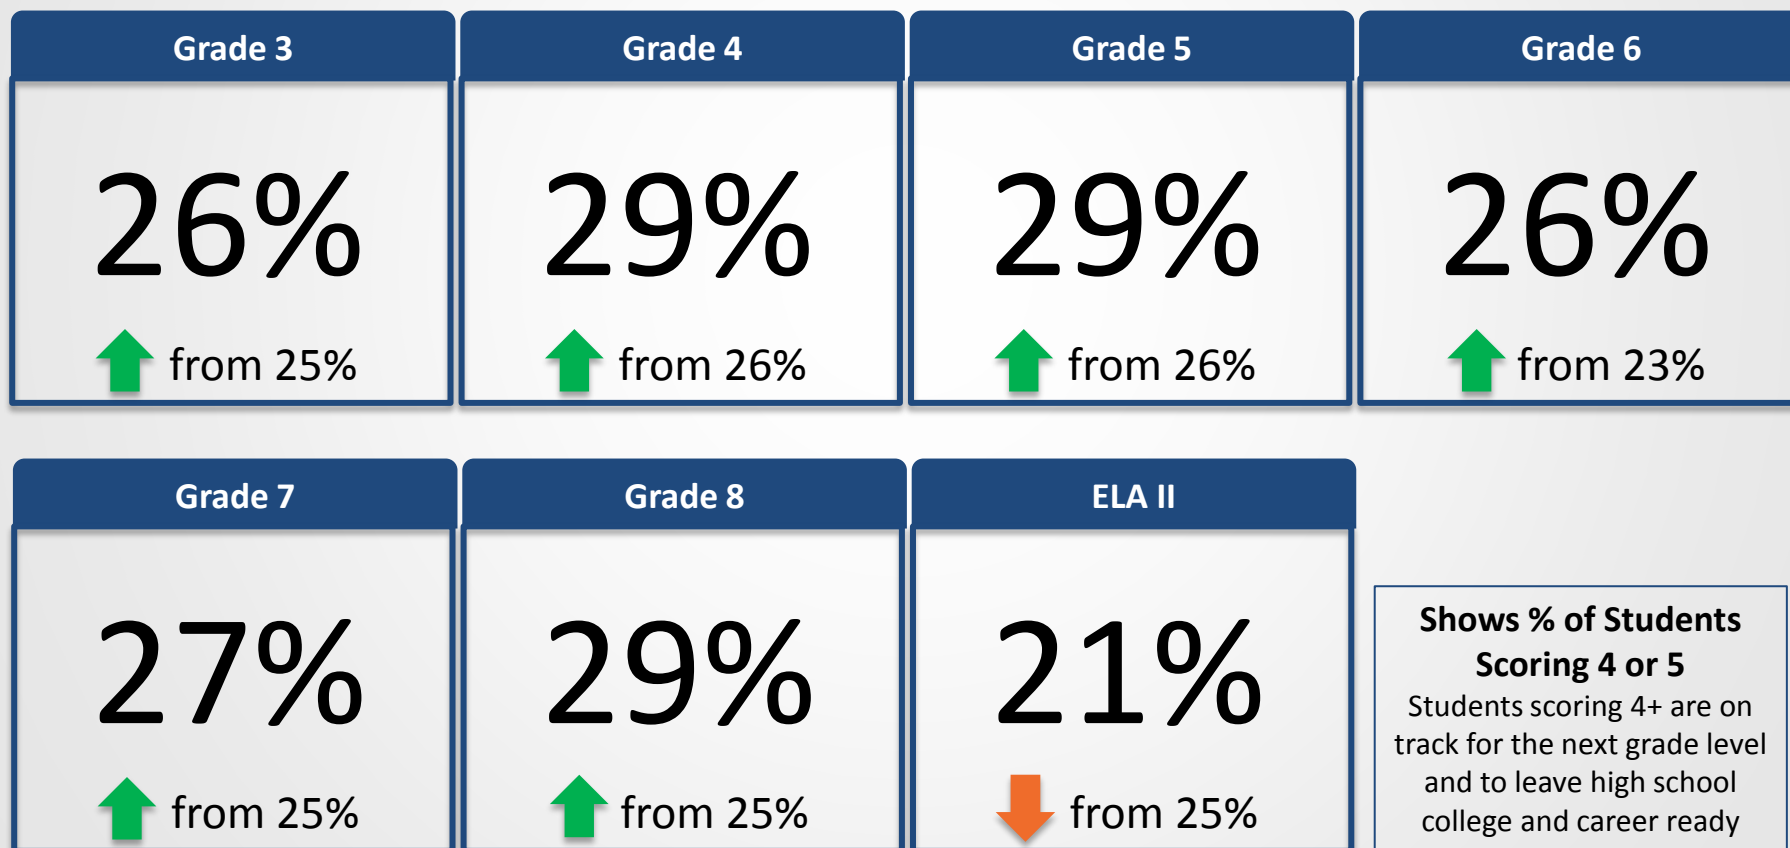 Grade 3
26%
from 25%
Grade 4
29%
from 26%
Grade 5
29%
from 26%
Grade 6
26%
from 23%
Grade 7
27%
from 25%
Grade 8
29%
from 25%
ELA II
21%
from 25%
Shows % of Students
Scoring 4 or 5
Students scoring 4+ are on
track for the next grade level
and to leave high school
college and career ready